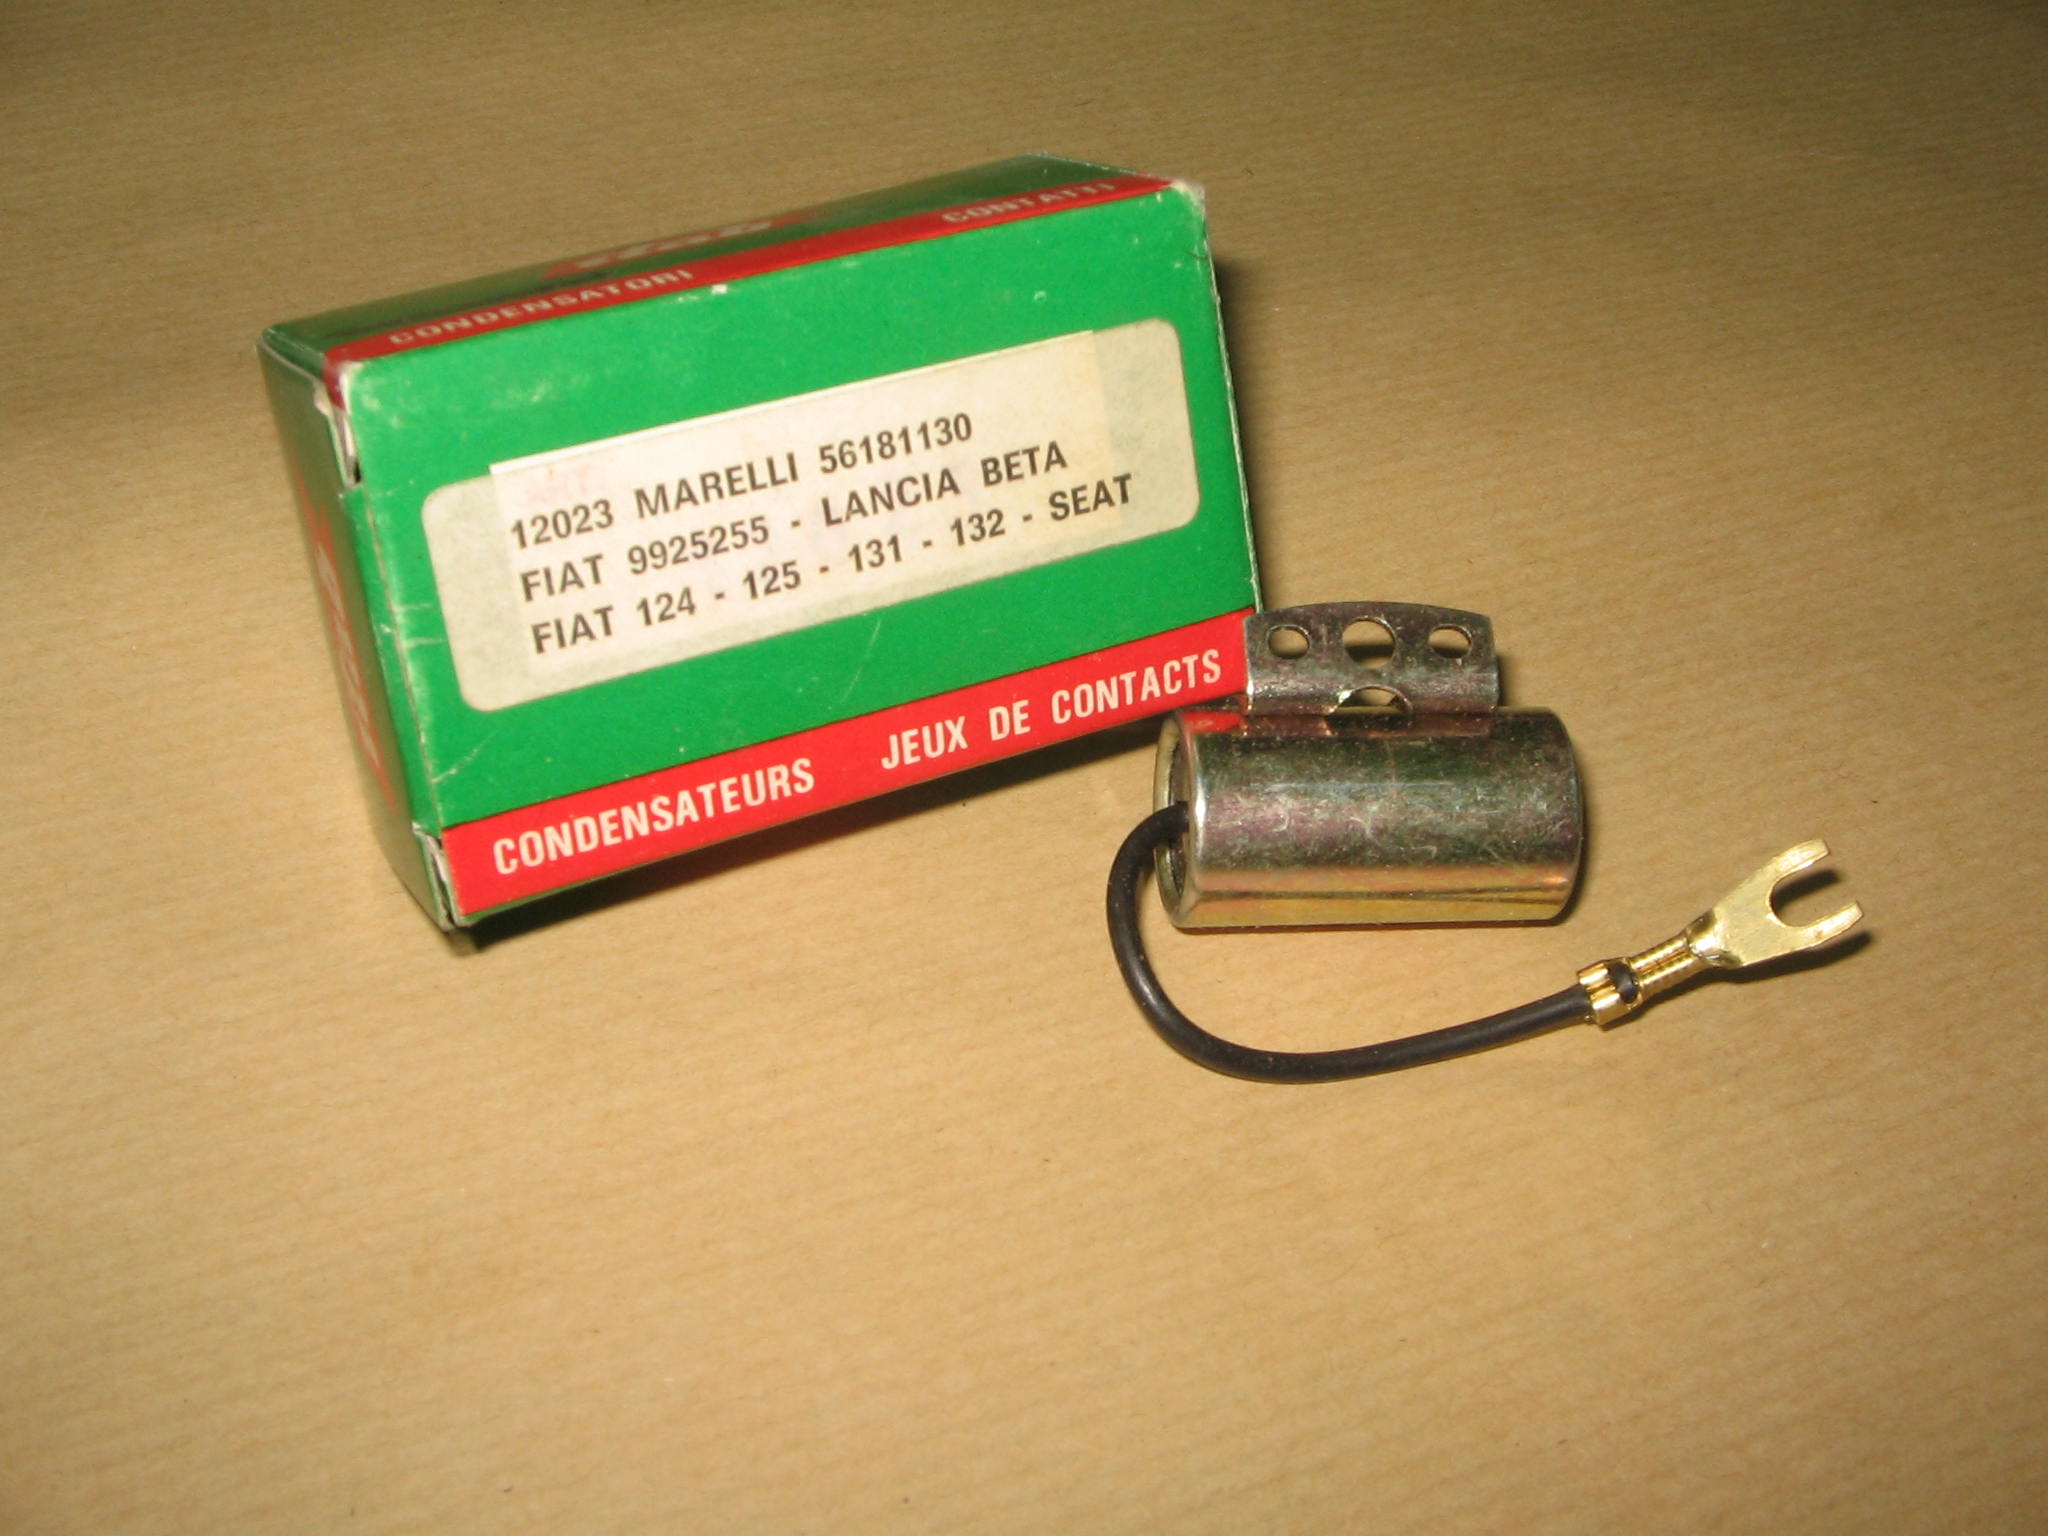 CONDENSATORI CONTATTI
12023 MARELLI 56181130
FIAT 9925255 - LANCIA BETA
FIAT 124 - 125 - 131 - 132 - SEAT
CONDENSATEURS JEUX DE CONTACTS